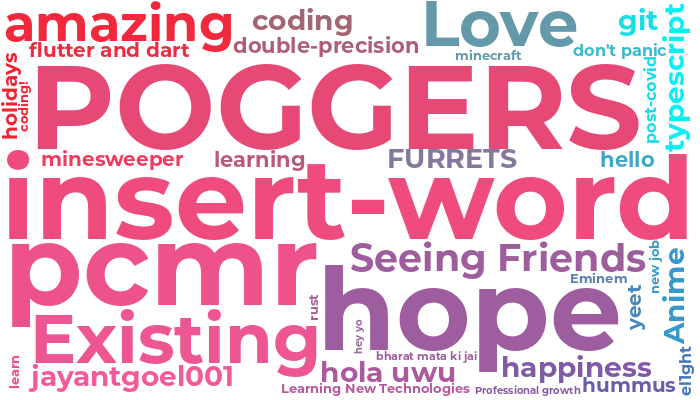 amazing
coding
Love
git
typescript
flutter and dart
double-precision
minecraft
don't panic
holidays
coding!
POGGERS
post-covid
minesweeper
learning
FURRETS
hello
insert-word
pcmr
Seeing Friends
new job
Anime
hope
Eminem
yeet
rust
Existing
hey yo
bharat mata ki jai
el1ght
learn
jayantgoel001
hola uwu
happiness
Learning New Technologies
Professional growth
hummus